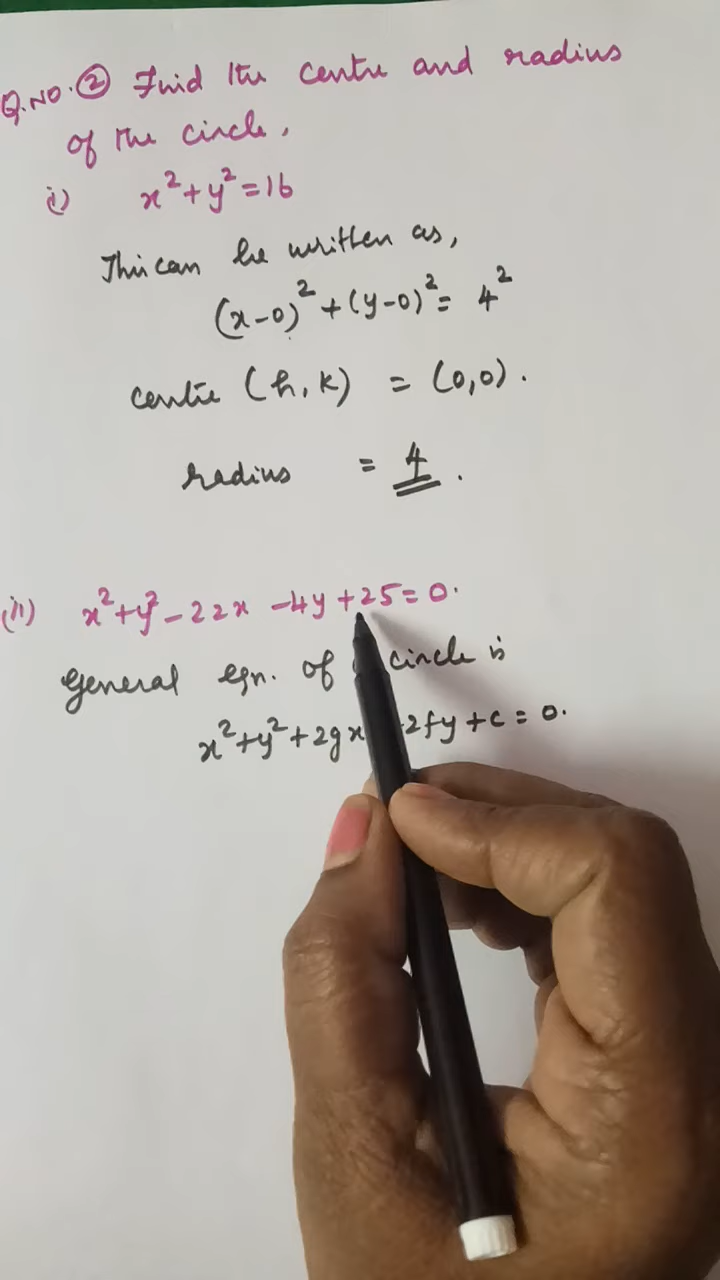 Q.NO. ② Find the centre and radius
of the circle,
i) x²+y²=16
This can be written as,
(x-0)²+(y-0)²= 4²
centre (h,k) = (0,0).
radius = 4.
(ii) x²+y²-22x -4y +25=0.
General eqn. of circle is
x²+y²+2gx 2fy+c=0.